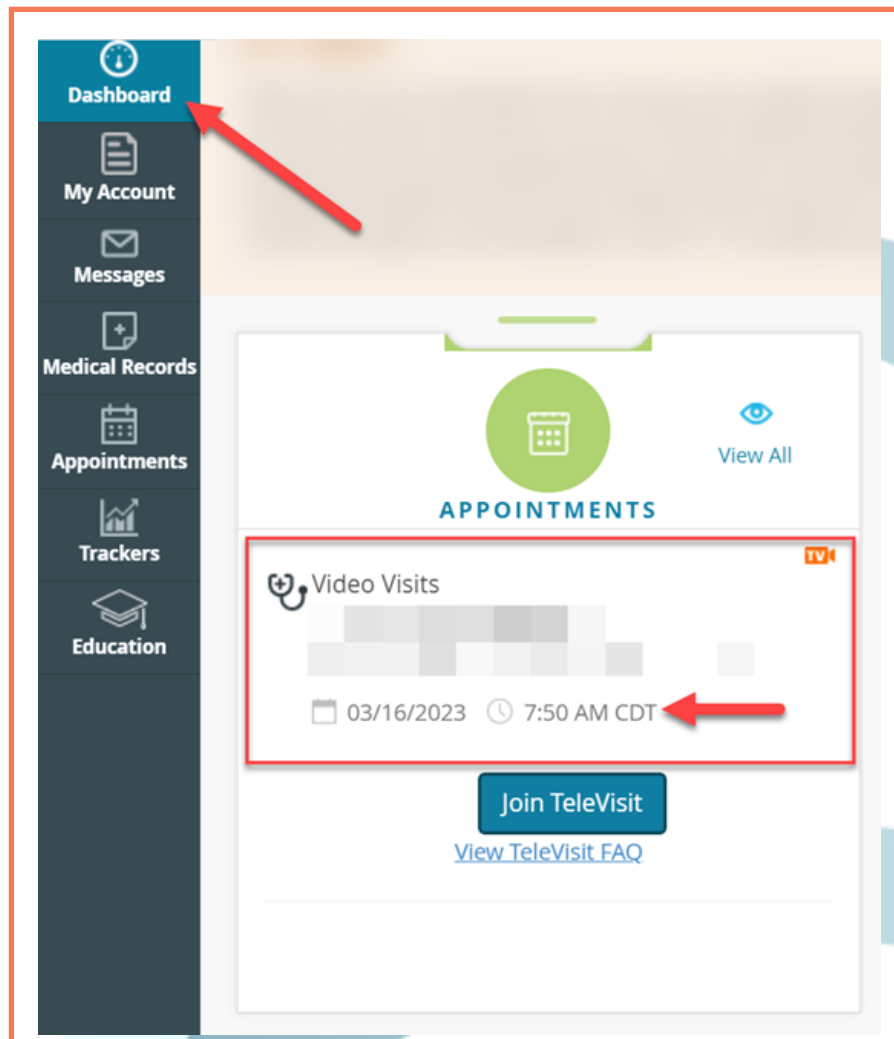 Dashboard
My Account
Messages
Medical Records
Appointments
Trackers
Education
View All
APPOINTMENTS
TV
Video Visits
03/16/2023 7:50 AM CDT
Join TeleVisit
View TeleVisit FAQ